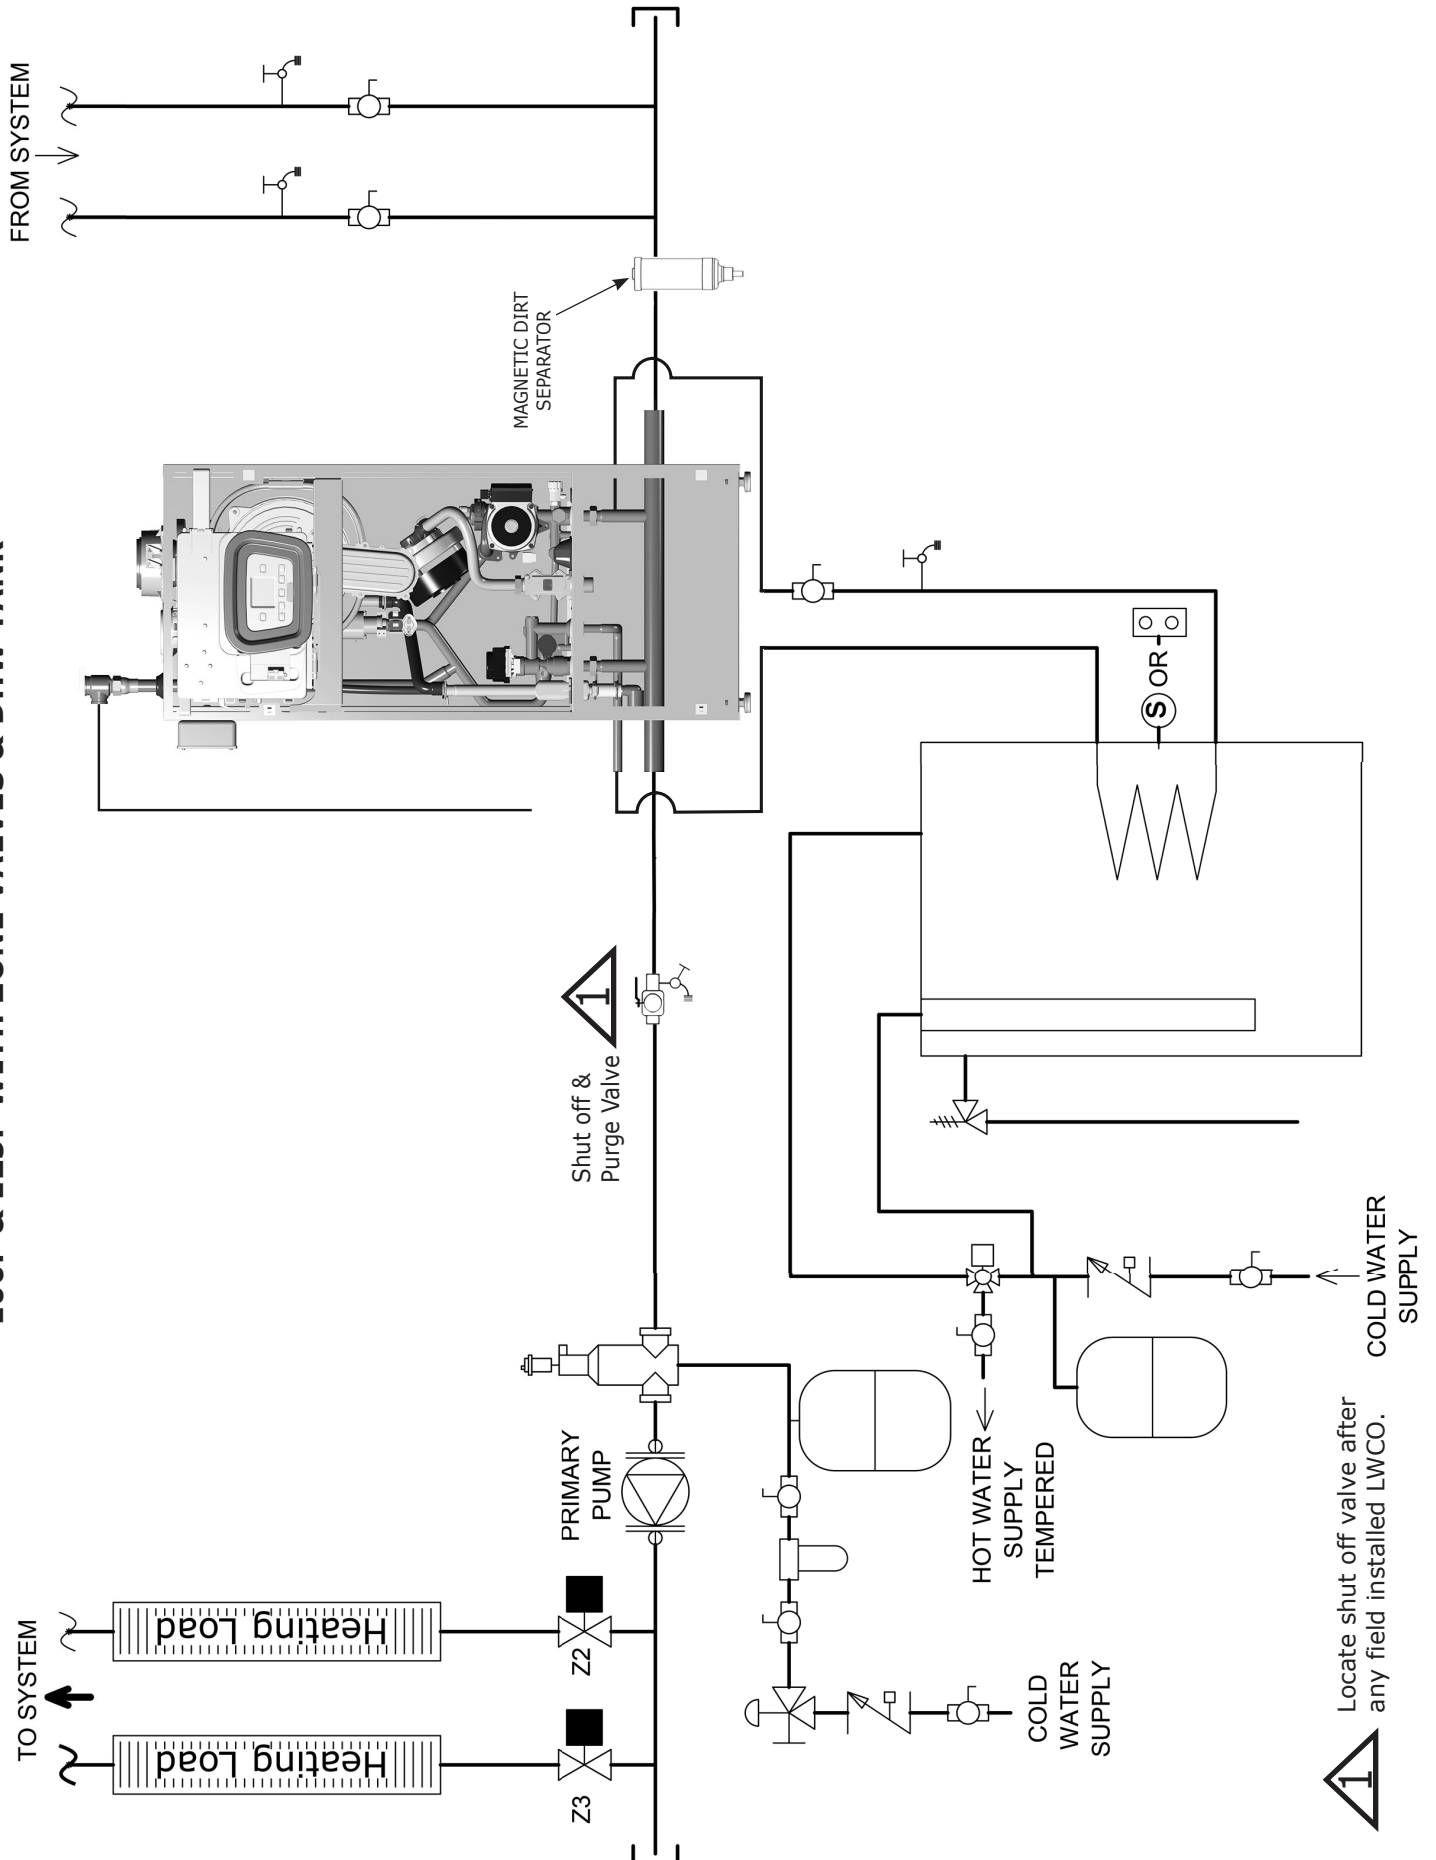 FROM SYSTEM
MAGNETIC DIRT
SEPARATOR
S
OR
1
Shut off &
Purge Valve
PRIMARY
PUMP
TO SYSTEM
Heating Load
Heating Load
Z2
Z3
HOT WATER
SUPPLY
TEMPERED
COLD WATER
SUPPLY
COLD
WATER
SUPPLY
1
Locate shut off valve after
any field installed LWCO.